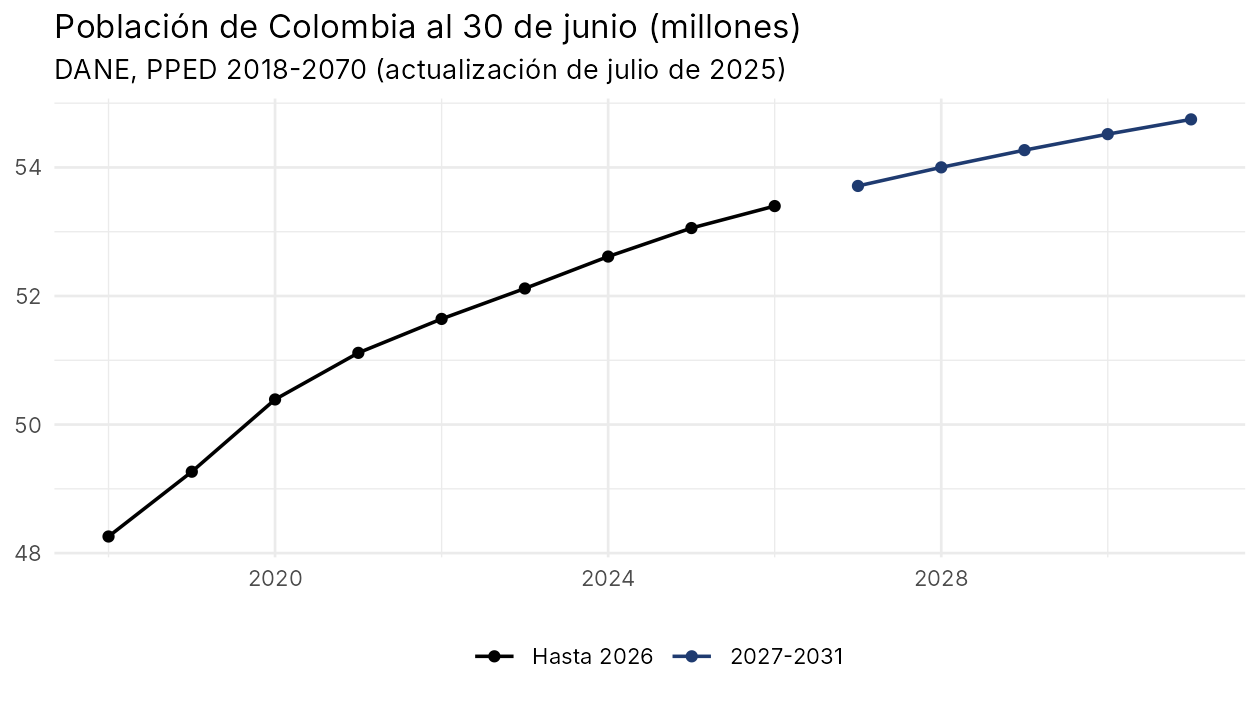 Población de Colombia al 30 de junio (millones)
DANE, PPED 2018-2070 (actualización de julio de 2025)
54
52
50
48
2020 2024 2028
Hasta 2026 2027-2031